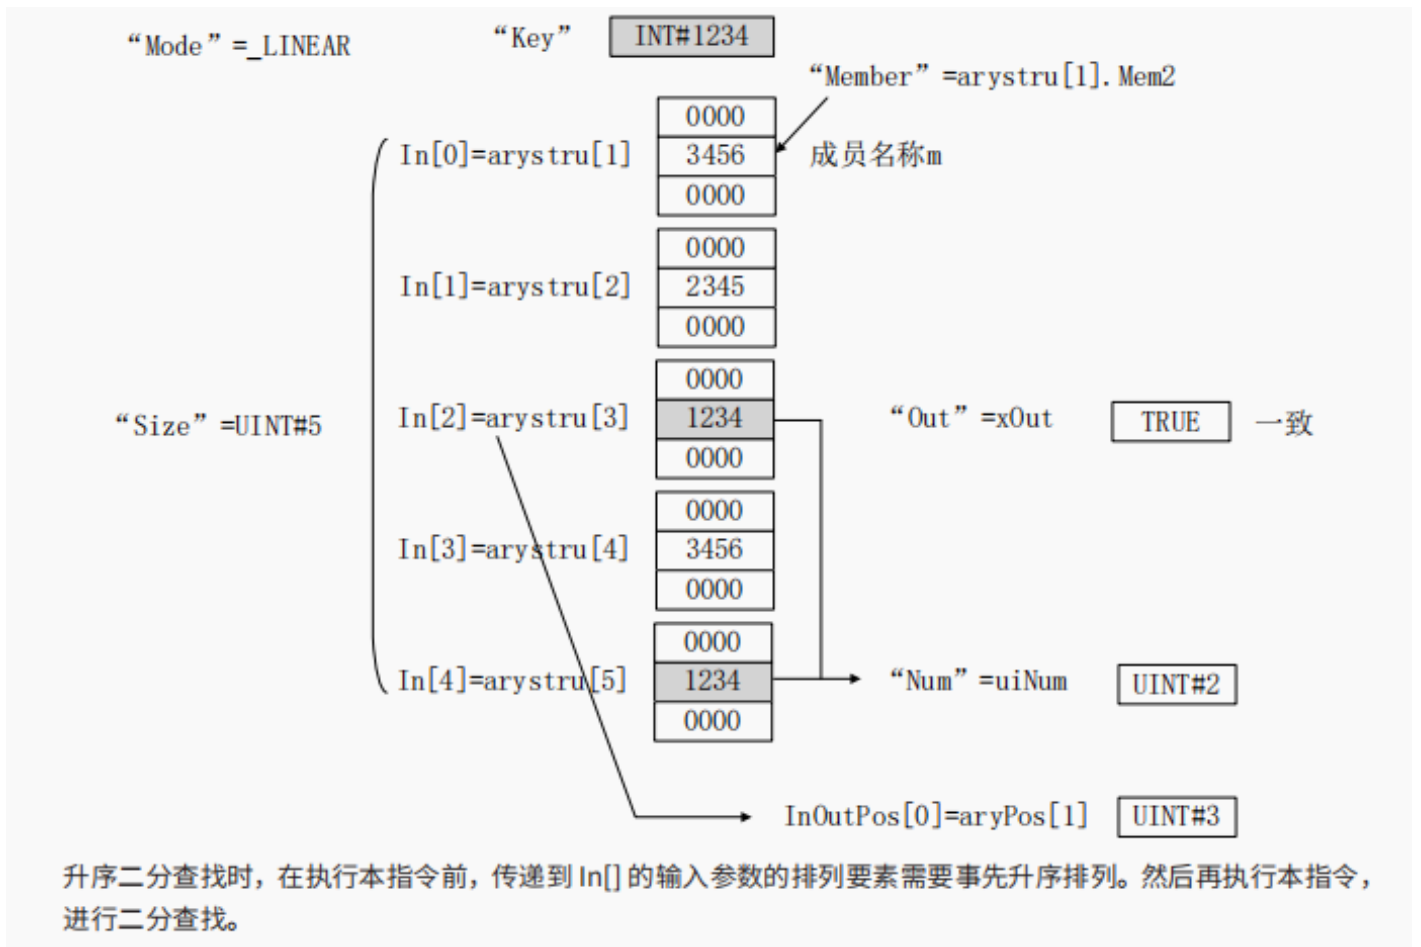 “Mode”=_LINEAR “Key” INT#1234
“Member”=arystru[1].Mem2
0000
In[0]=arystru[1] 3456 成员名称m
0000
0000
In[1]=arystru[2] 2345
0000
0000
“Size”=UINT#5 In[2]=arystru[3] 1234 “Out”=xOut TRUE 一致
0000
0000
In[3]=arystru[4] 3456
0000
0000
In[4]=arystru[5] 1234 “Num”=uiNum UINT#2
0000
InOutPos[0]=aryPos[1] UINT#3
升序二分查找时，在执行本指令前，传递到 In[] 的输入参数的排列要素需要事先升序排列。然后再执行本指令，
进行二分查找。